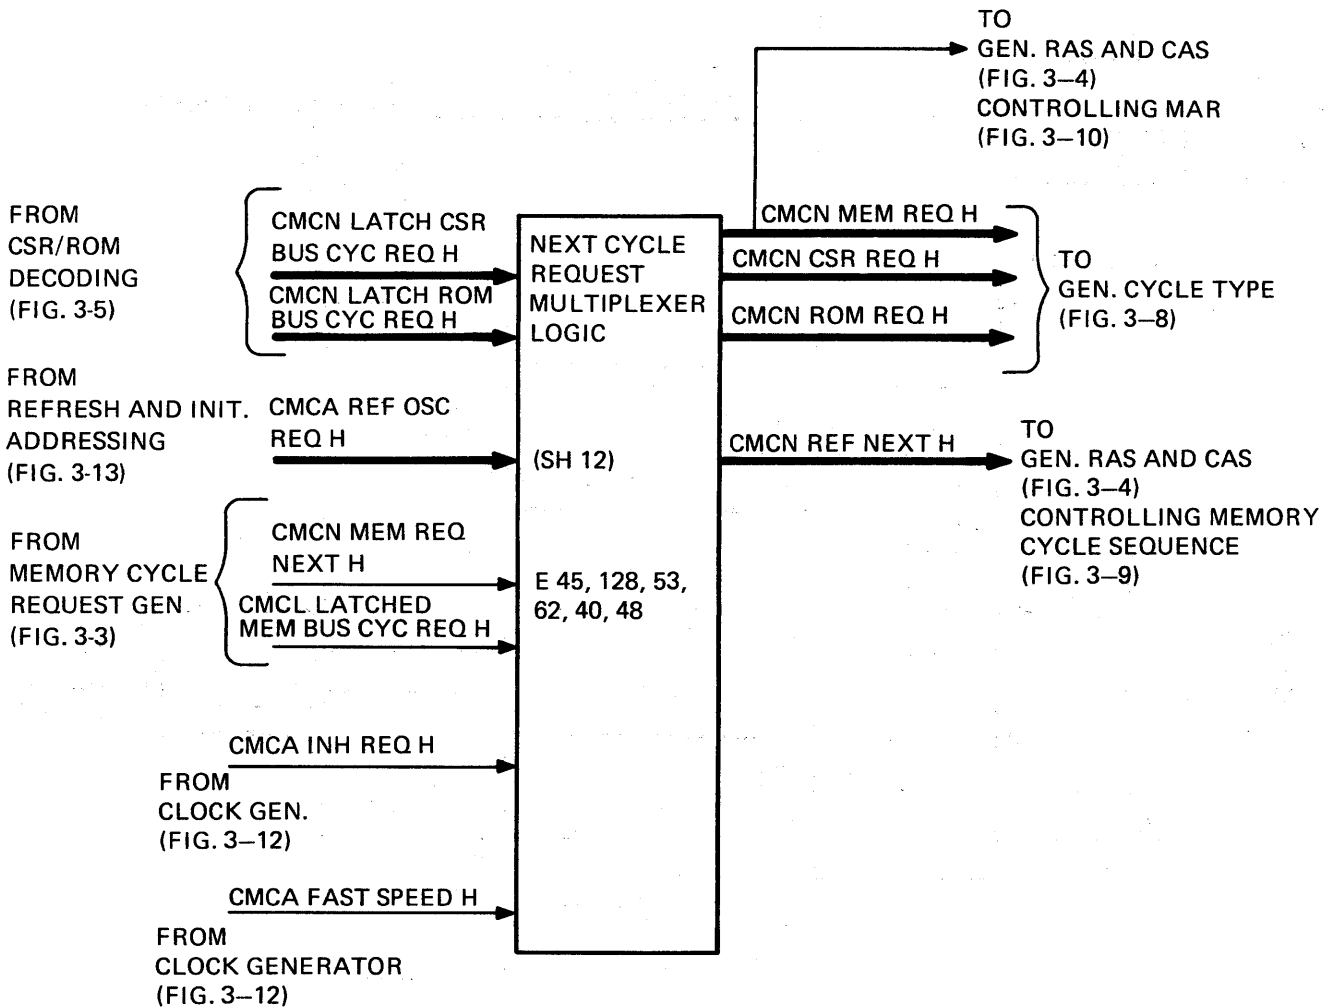 TO
GEN. RAS AND CAS
(FIG. 3–4)
CONTROLLING MAR
(FIG. 3–10)
FROM
CSR/ROM
DECODING
(FIG. 3-5)
CMCN LATCH CSR
BUS CYC REQ H
CMCN LATCH ROM
BUS CYC REQ H
NEXT CYCLE
REQUEST
MULTIPLEXER
LOGIC
CMCN MEM REQ H
CMCN CSR REQ H
CMCN ROM REQ H
TO
GEN. CYCLE TYPE
(FIG. 3–8)
FROM
REFRESH AND INIT.
ADDRESSING
(FIG. 3-13)
CMCA REF OSC
REQ H
(SH 12)
CMCN REF NEXT H
TO
GEN. RAS AND CAS
(FIG. 3–4)
CONTROLLING MEMORY
CYCLE SEQUENCE
(FIG. 3–9)
FROM
MEMORY CYCLE
REQUEST GEN.
(FIG. 3-3)
CMCN MEM REQ
NEXT H
CMCL LATCHED
MEM BUS CYC REQ H
E 45, 128, 53,
62, 40, 48
CMCA INH REQ H
FROM
CLOCK GEN.
(FIG. 3–12)
CMCA FAST SPEED H
FROM
CLOCK GENERATOR
(FIG. 3–12)